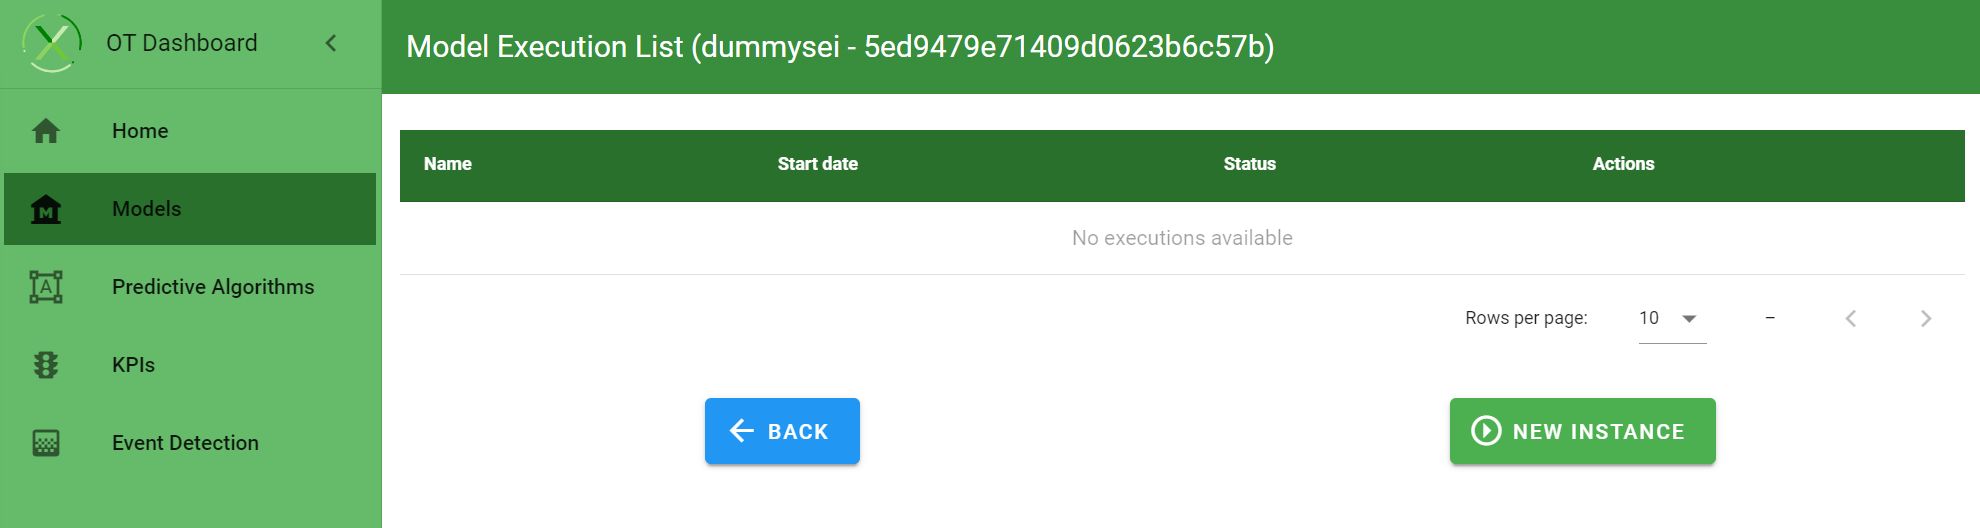 OT Dashboard
Model Execution List (dummysei - 5ed9479e71409d0623b6c57b)
Home
Models
Predictive Algorithms
KPIs
Event Detection
Name Start date Status Actions
No executions available
Rows per page: 10 –
BACK
NEW INSTANCE